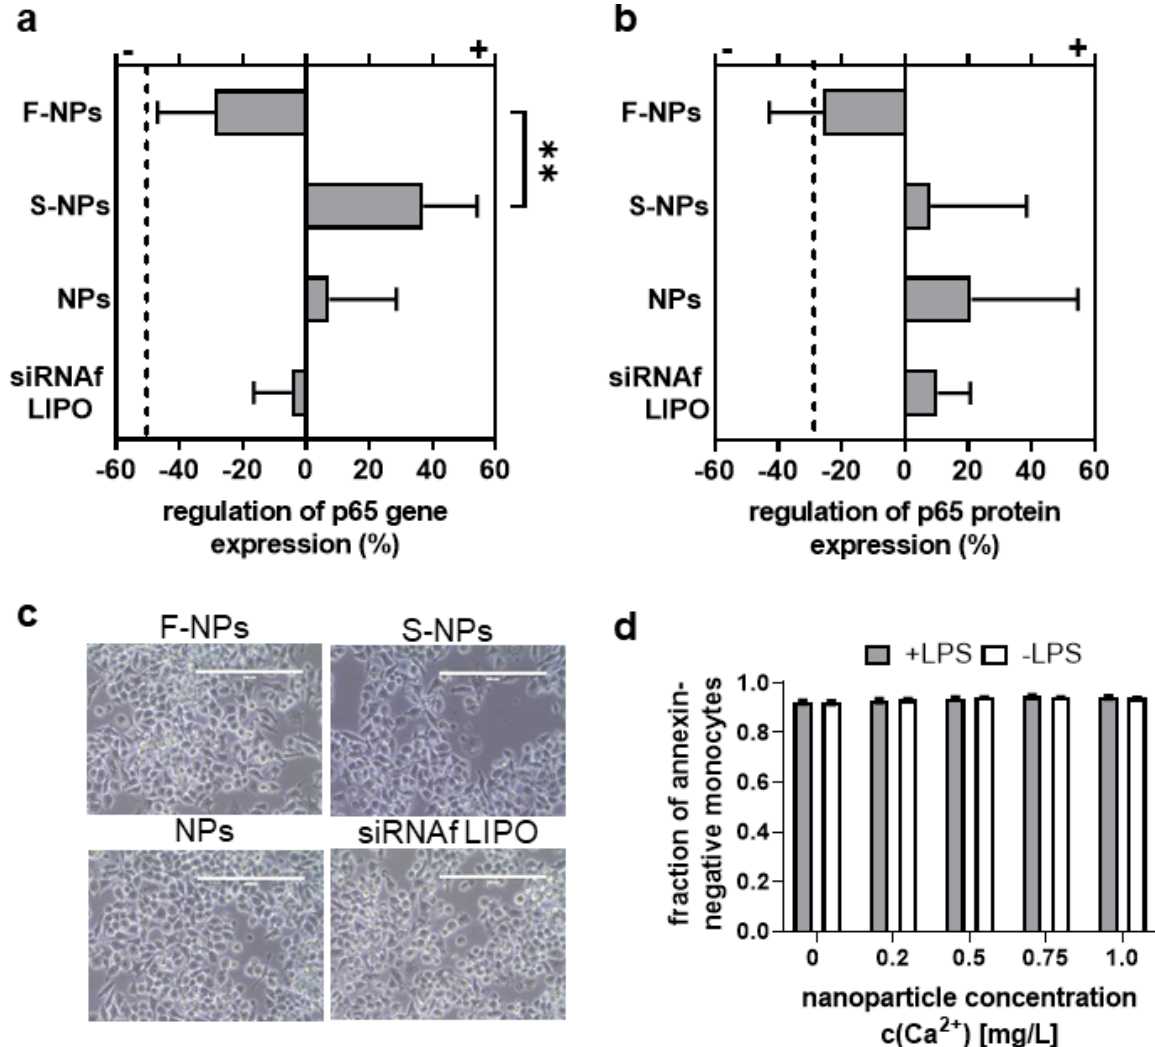 a
- +
F-NPs
S-NPs
NPs
siRNAf
LIPO
**
-60 -40 -20 0 20 40 60
regulation of p65 gene
expression (%)
b
- +
F-NPs
S-NPs
NPs
siRNAf
LIPO
-60 -40 -20 0 20 40 60
regulation of p65 protein
expression (%)
c
F-NPs S-NPs
NPs siRNAf LIPO
d
+LPS -LPS
fraction of annexin-
negative monocytes
1.0
0.8
0.6
0.4
0.2
0.0
0 0.2 0.5 0.75 1.0
nanoparticle concentration
c(Ca2+) [mg/L]